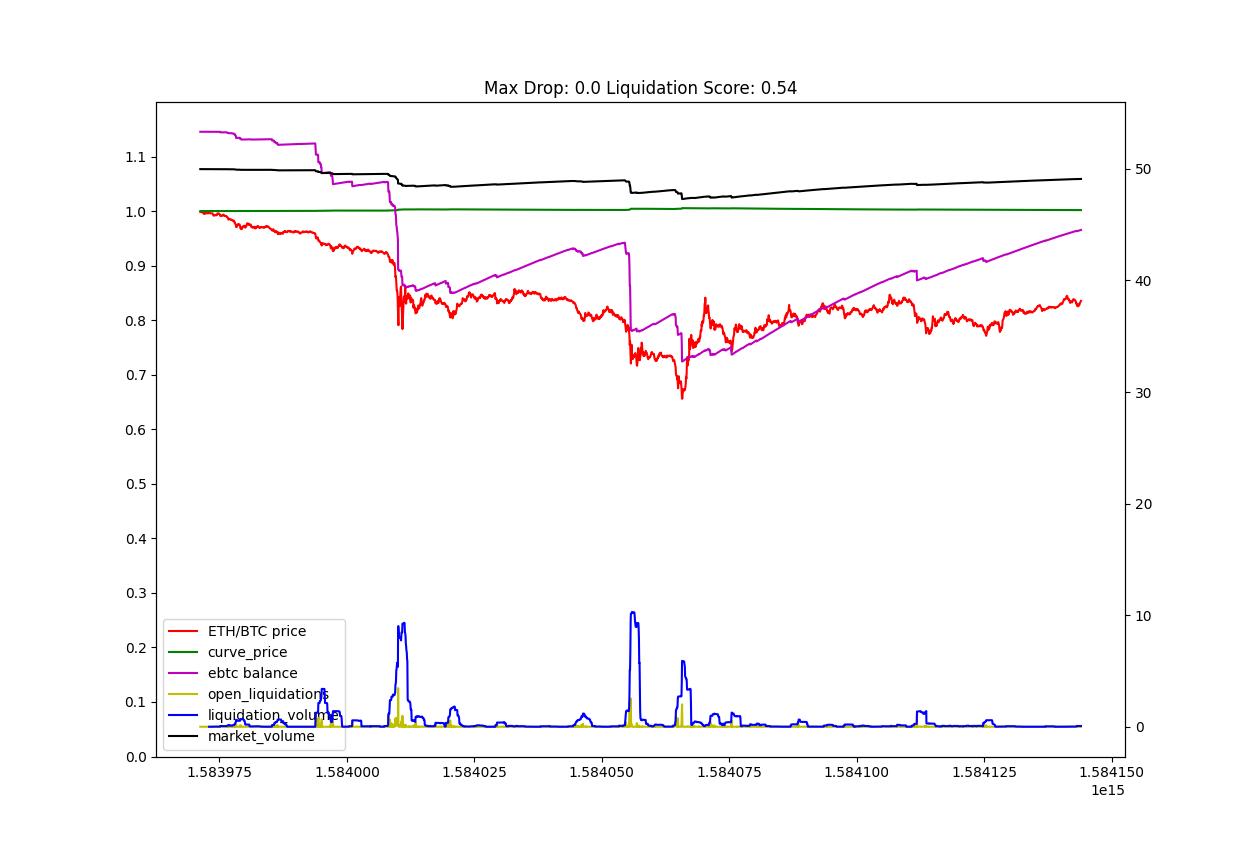 Max Drop: 0.0 Liquidation Score: 0.54
1.1
1.0
0.9
0.8
0.7
0.6
0.5
0.4
0.3
0.2
0.1
0.0
50
40
30
20
10
0
ETH/BTC price
curve_price
ebtc balance
open_liquidations
liquidation_volume
market_volume
1.583975 1.584000 1.584025 1.584050 1.584075 1.584100 1.584125 1.584150
1e15